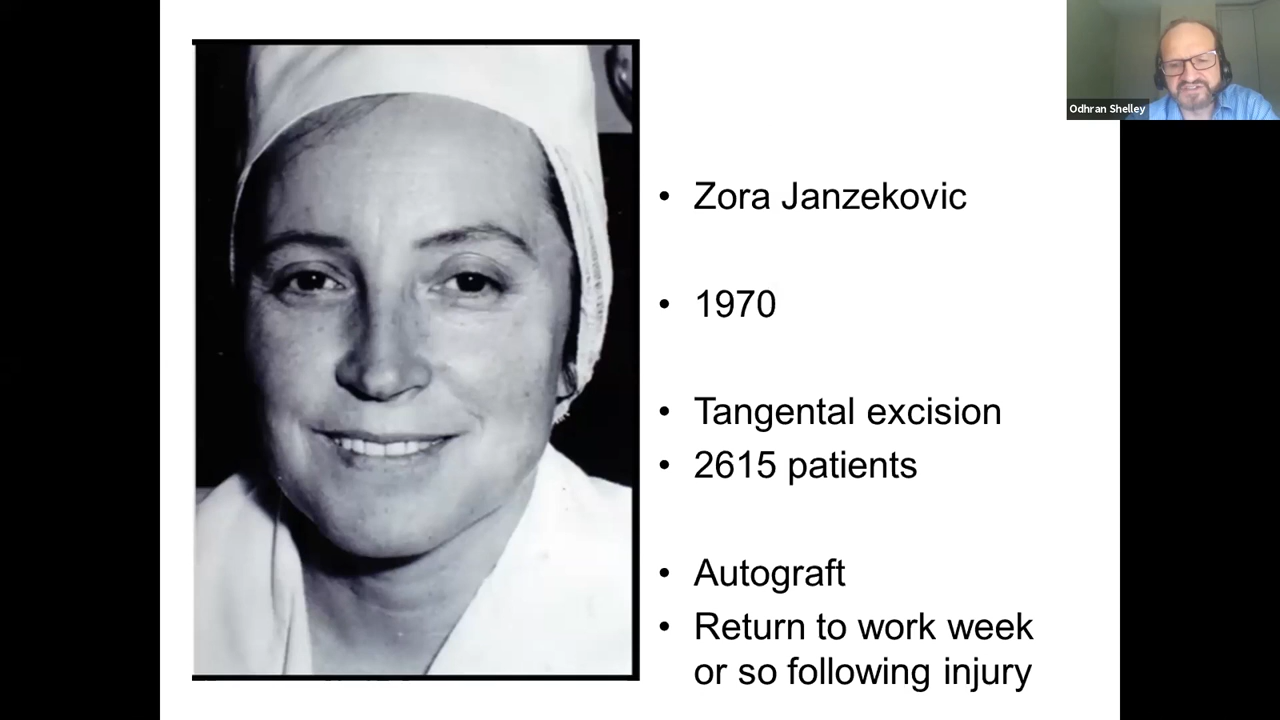 Odhran Shelley
• Zora Janzekovic
• 1970
• Tangental excision
• 2615 patients
• Autograft
• Return to work week
or so following injury